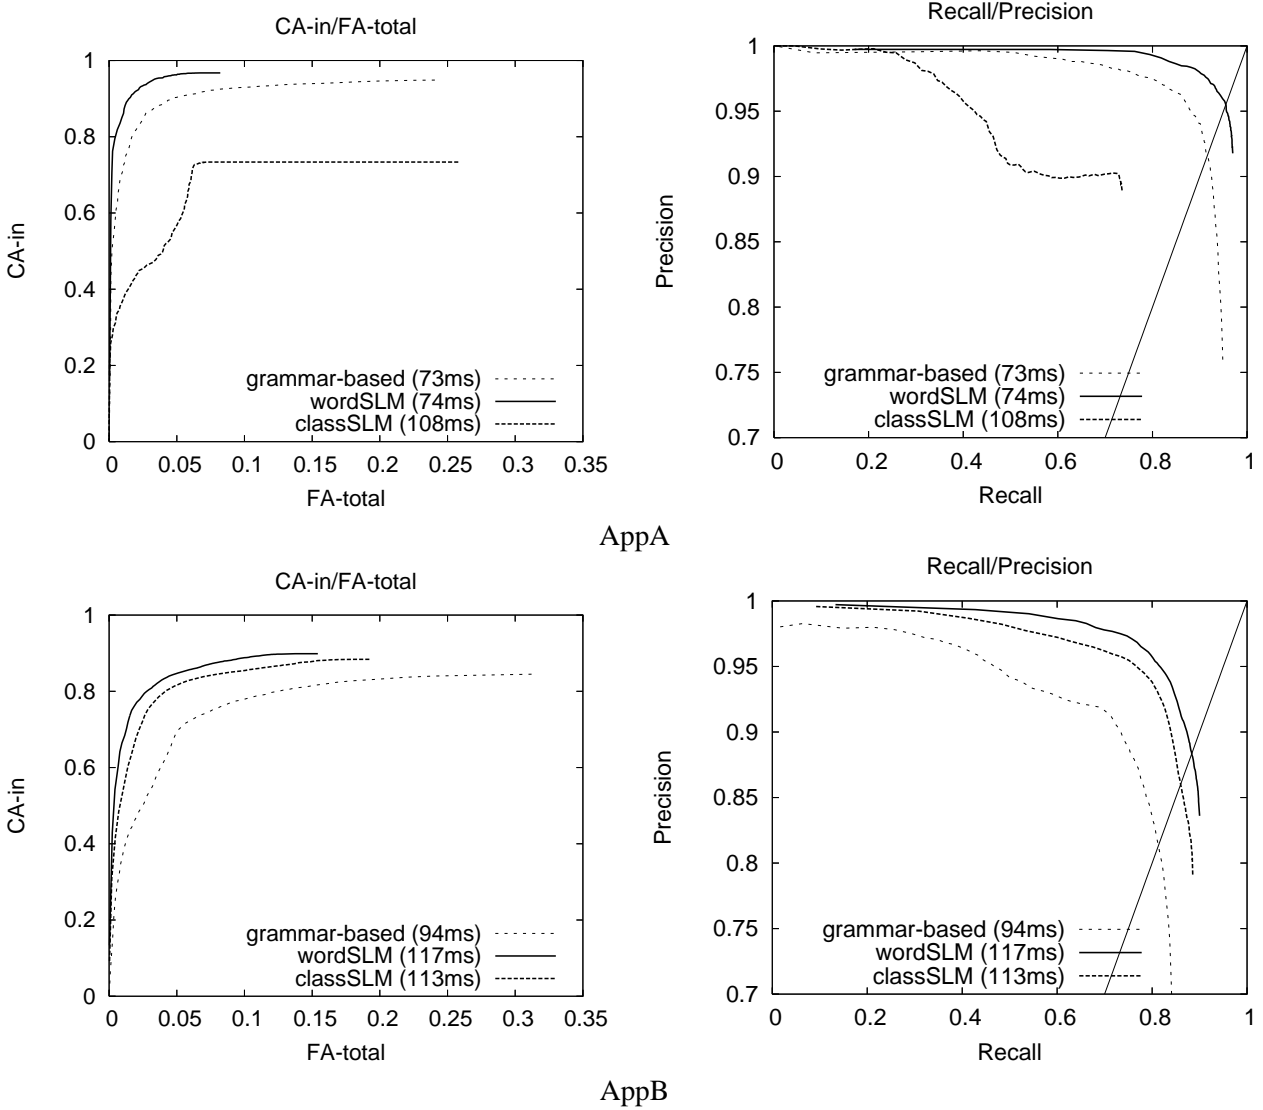 CA-in/FA-total
1
0.8
0.6
0.4
0.2
0
CA-in
grammar-based (73ms)
wordSLM (74ms)
classSLM (108ms)
0 0.05 0.1 0.15 0.2 0.25 0.3 0.35
FA-total
Recall/Precision
1
0.95
0.9
0.85
0.8
0.75
0.7
Precision
grammar-based (73ms)
wordSLM (74ms)
classSLM (108ms)
0 0.2 0.4 0.6 0.8 1
Recall
AppA
CA-in/FA-total
1
0.8
0.6
0.4
0.2
0
CA-in
grammar-based (94ms)
wordSLM (117ms)
classSLM (113ms)
0 0.05 0.1 0.15 0.2 0.25 0.3 0.35
FA-total
Recall/Precision
1
0.95
0.9
0.85
0.8
0.75
0.7
Precision
grammar-based (94ms)
wordSLM (117ms)
classSLM (113ms)
0 0.2 0.4 0.6 0.8 1
Recall
AppB